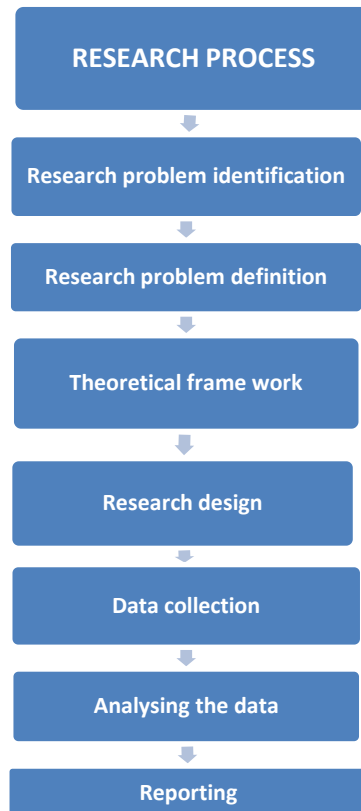 RESEARCH PROCESS
Research problem identification
Research problem definition
Theoretical frame work
Research design
Data collection
Analysing the data
Reporting